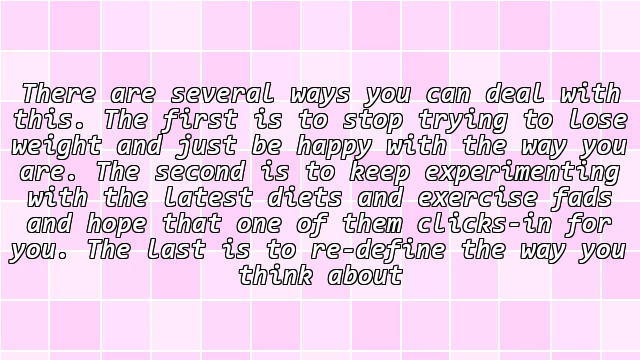 There are several ways you can deal with
this. The first is to stop trying to lose
weight and just be happy with the way you
are. The second is to keep experimenting
with the latest diets and exercise fads
and hope that one of them clicks-in for
you. The last is to re-define the way you
think about